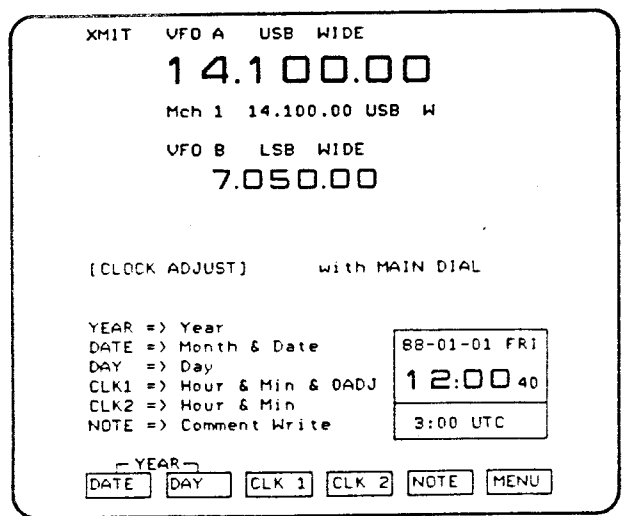 XMIT VFO A USB WIDE
14.100.00
Mch 1 14.100.00 USB W
VFO B LSB WIDE
7.050.00
[CLOCK ADJUST] with MAIN DIAL
YEAR => Year
DATE => Month & Date
DAY => Day
CLK1 => Hour & Min & 0ADJ
CLK2 => Hour & Min
NOTE => Comment Write
88-01-01 FRI
12:00 40
3:00 UTC
YEAR
DATE DAY CLK 1 CLK 2 NOTE MENU